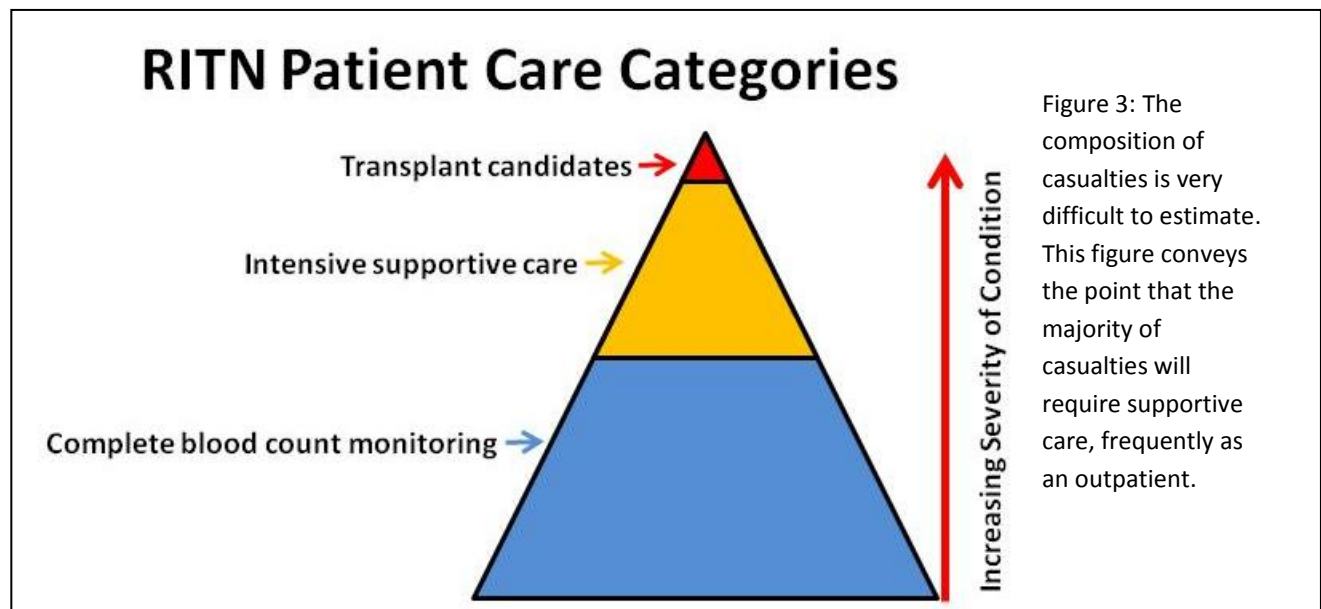 RITN Patient Care Categories
Transplant candidates
Intensive supportive care
Complete blood count monitoring
Increasing Severity of Condition
Figure 3: The
composition of
casualties is very
difficult to estimate.
This figure conveys
the point that the
majority of
casualties will
require supportive
care, frequently as
an outpatient.